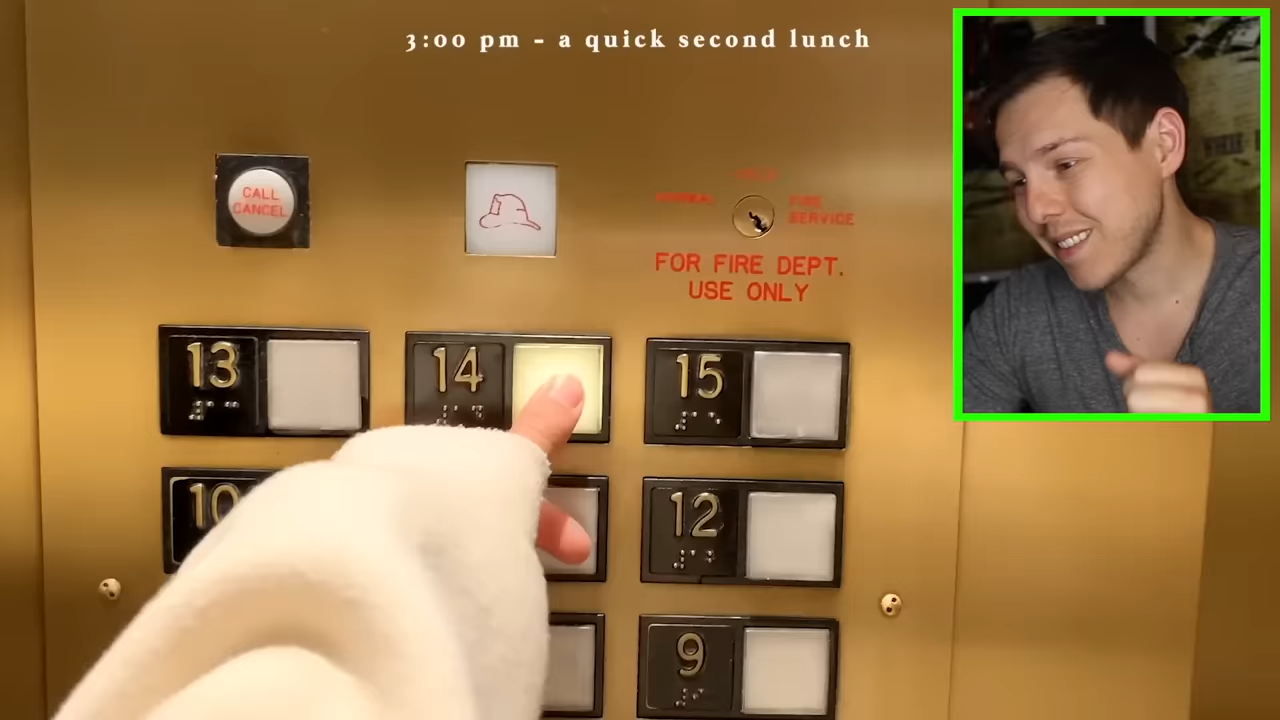 3:00 pm - a quick second lunch
CALL
CANCEL
FIRE
SERVICE
FOR FIRE DEPT.
USE ONLY
13
14
15
10
12
9